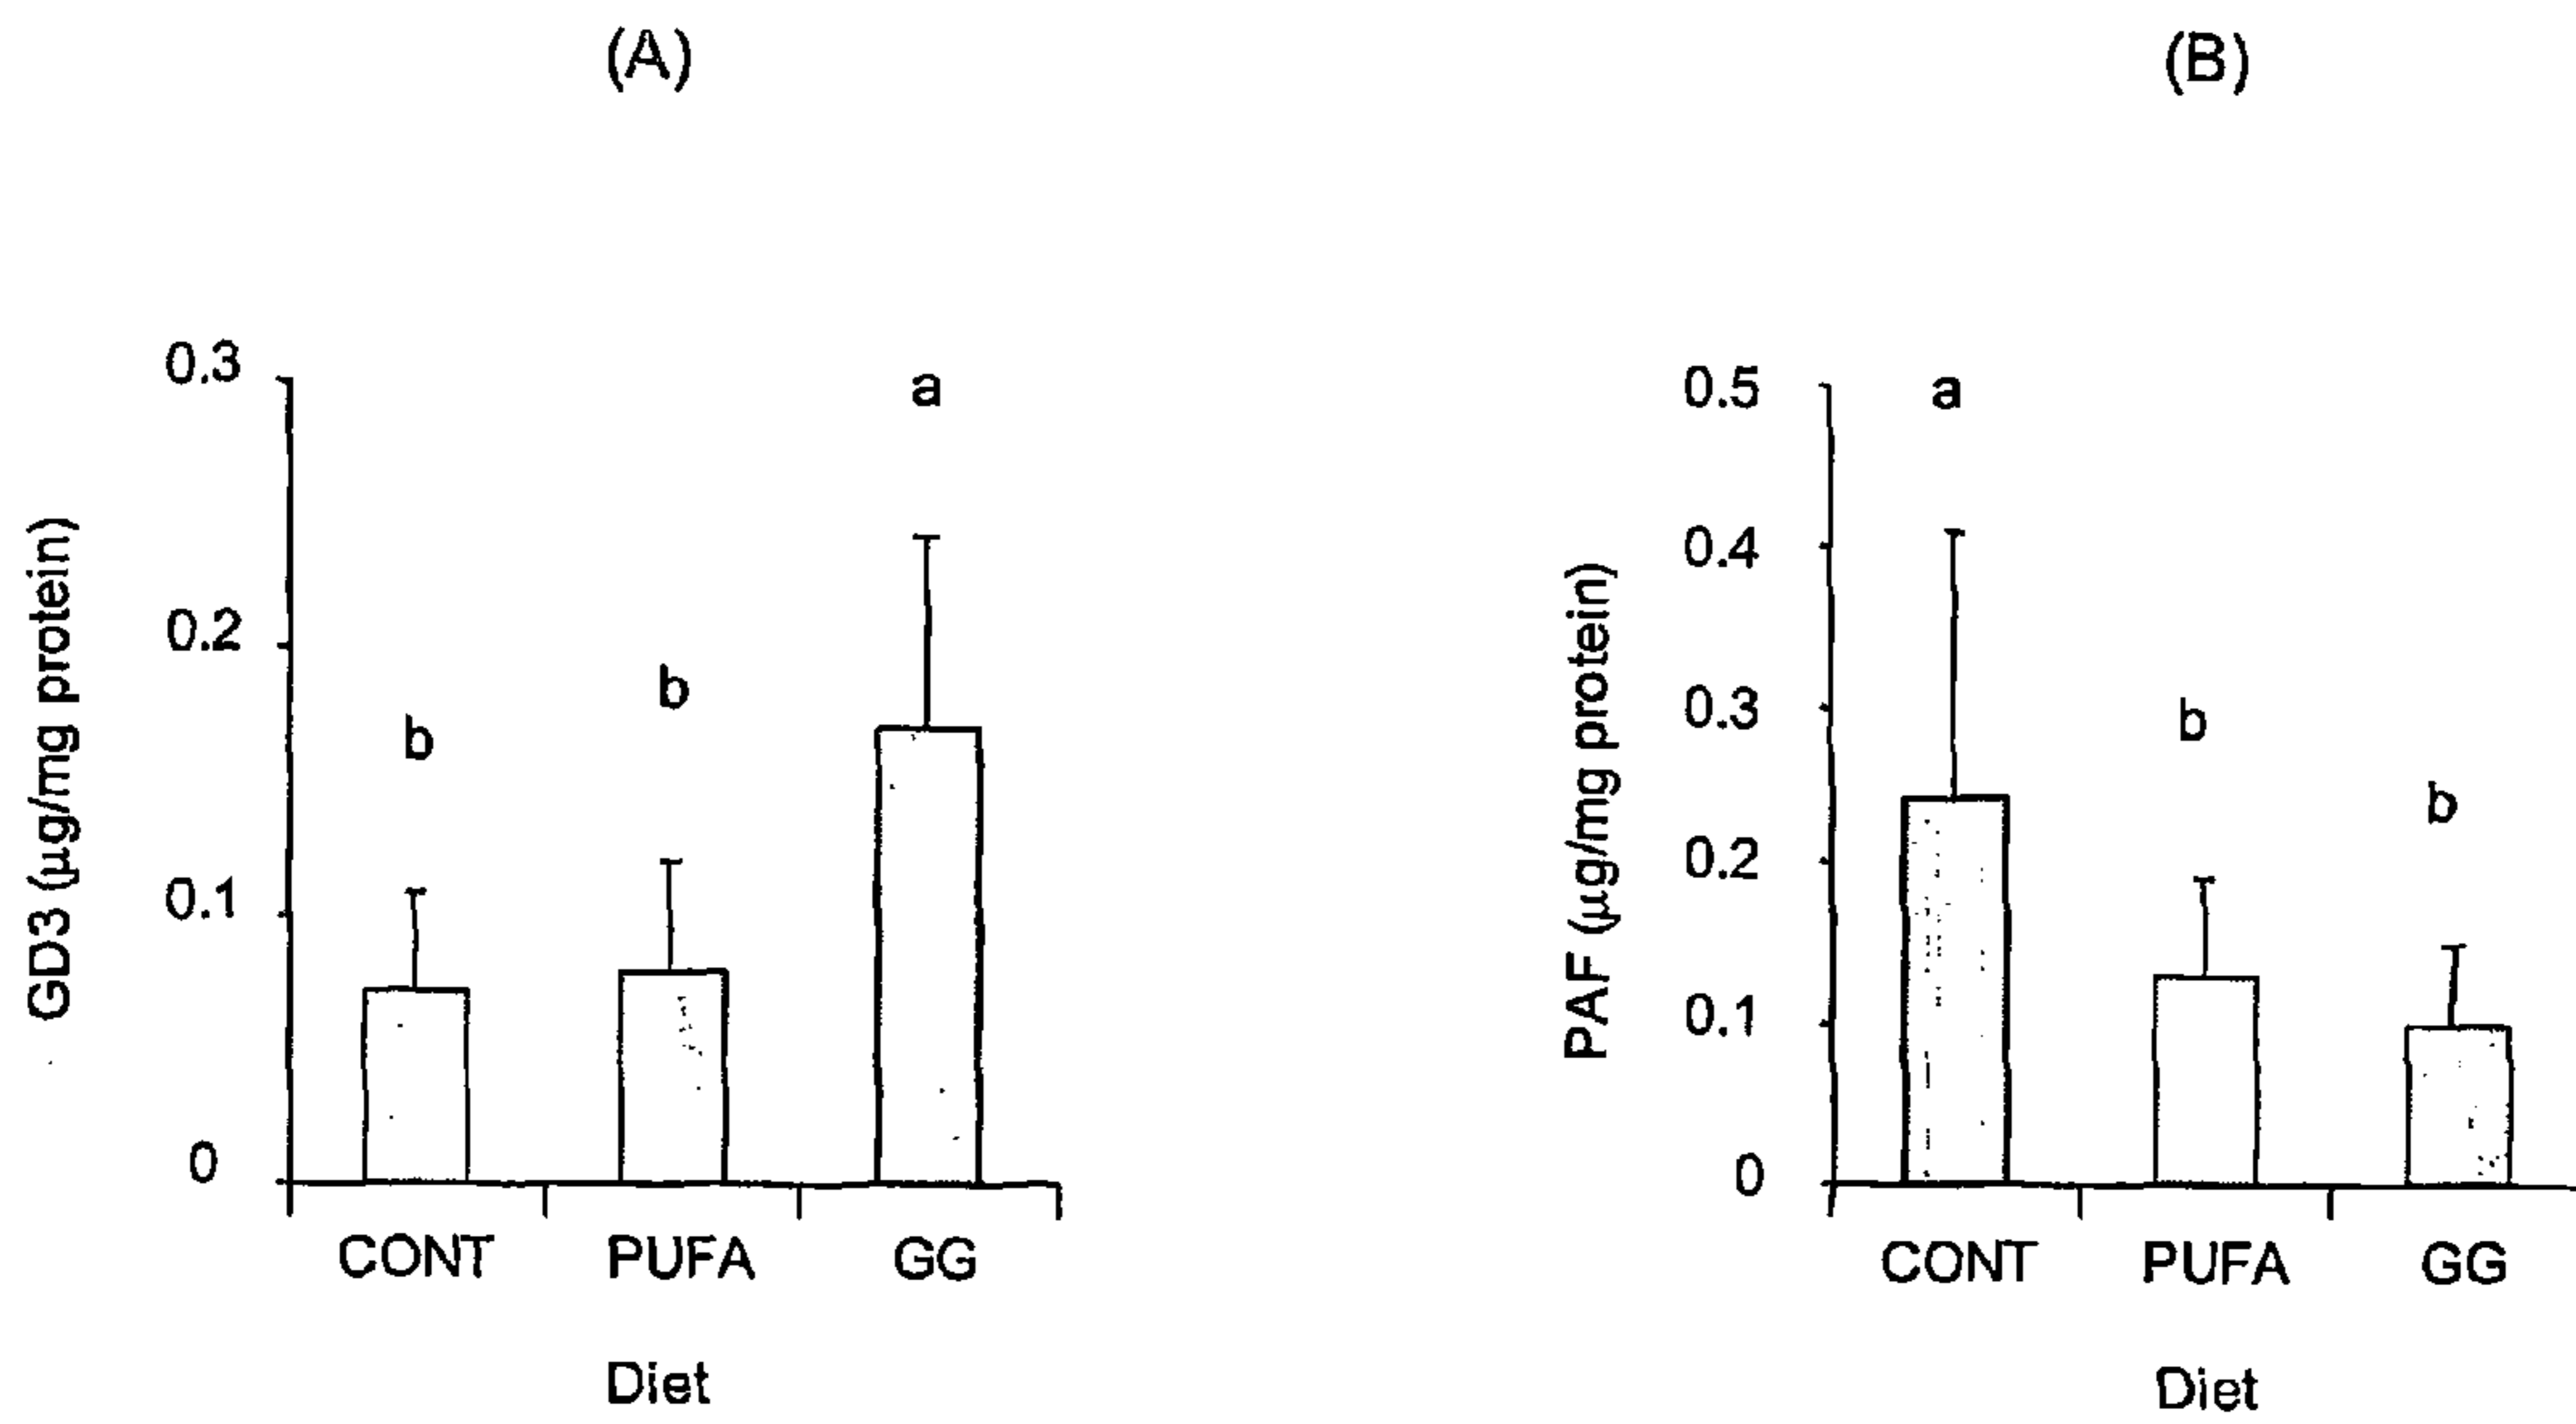 (A)
(B)
0.3
0.2
0.1
0
GD3 (µg/mg protein)
b
b
a
CONT PUFA GG
Diet
0.5
0.4
0.3
0.2
0.1
0
PAF (µg/mg protein)
a
b
b
CONT PUFA GG
Diet